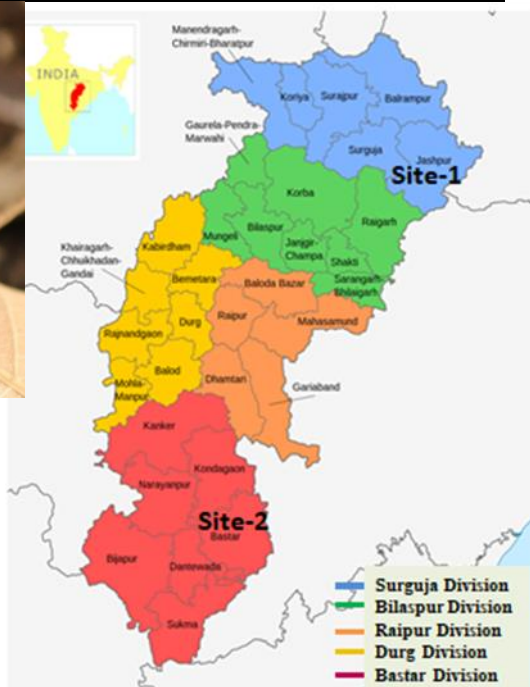 INDIA
Manendragarh-
Chirmiri-Bharatpur
Koriya
Surajpur
Balrampur
Surguja
Jashpur
Site-1
Gaurela-Pendra-
Marwahi
Korba
Raigarh
Mungeli
Bilaspur
Janjgir-
Champa
Shakti
Sarangarh-
Bhilaigarh
Kabirdham
Khairagarh-
Chhuikhadan-
Gandai
Bemetara
Baloda Bazar
Rajnandgaon
Durg
Raipur
Mahasamund
Mohla-
Manpur
Balod
Dhamtari
Gariaband
Kanker
Kondagaon
Narayanpur
Site-2
Bastar
Bijapur
Dantewada
Sukma
Surguja Division
Bilaspur Division
Raipur Division
Durg Division
Bastar Division